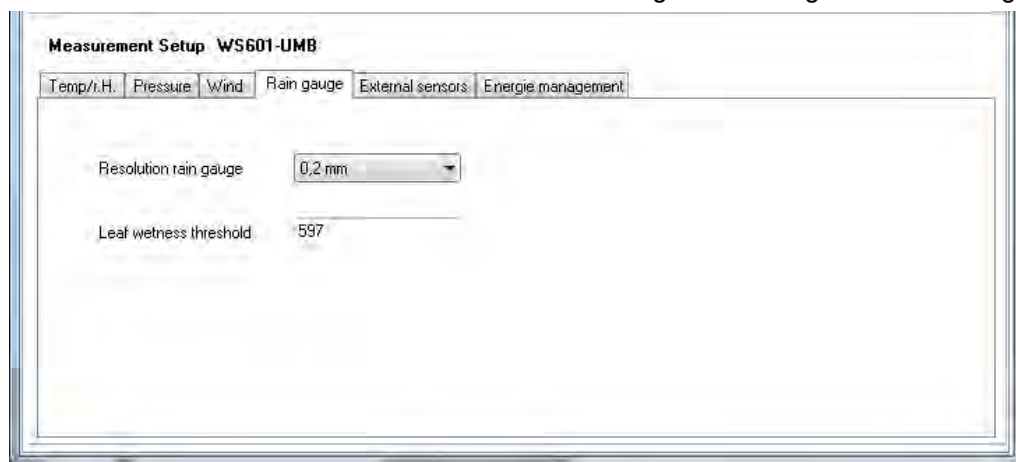 Measurement Setup WS601-UMB
Temp/r.H. Pressure Wind Rain gauge External sensors Energie management
Resolution rain gauge 0,2 mm
Leaf wetness threshold 597